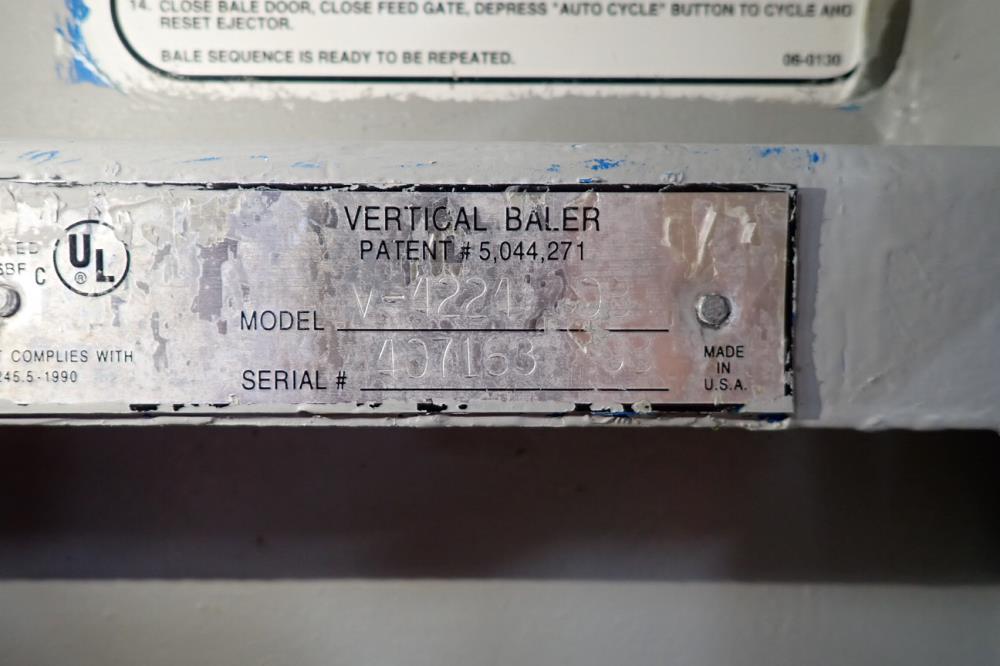 14. CLOSE BALE DOOR, CLOSE FEED GATE, DEPRESS "AUTO CYCLE" BUTTON TO CYCLE AND
RESET EJECTOR.
BALE SEQUENCE IS READY TO BE REPEATED.
06-0130
UL
®
C
VERTICAL BALER
PATENT # 5,044,271
MODEL
SERIAL #
COMPLIES WITH
245.5-1990
MADE
IN
U.S.A.